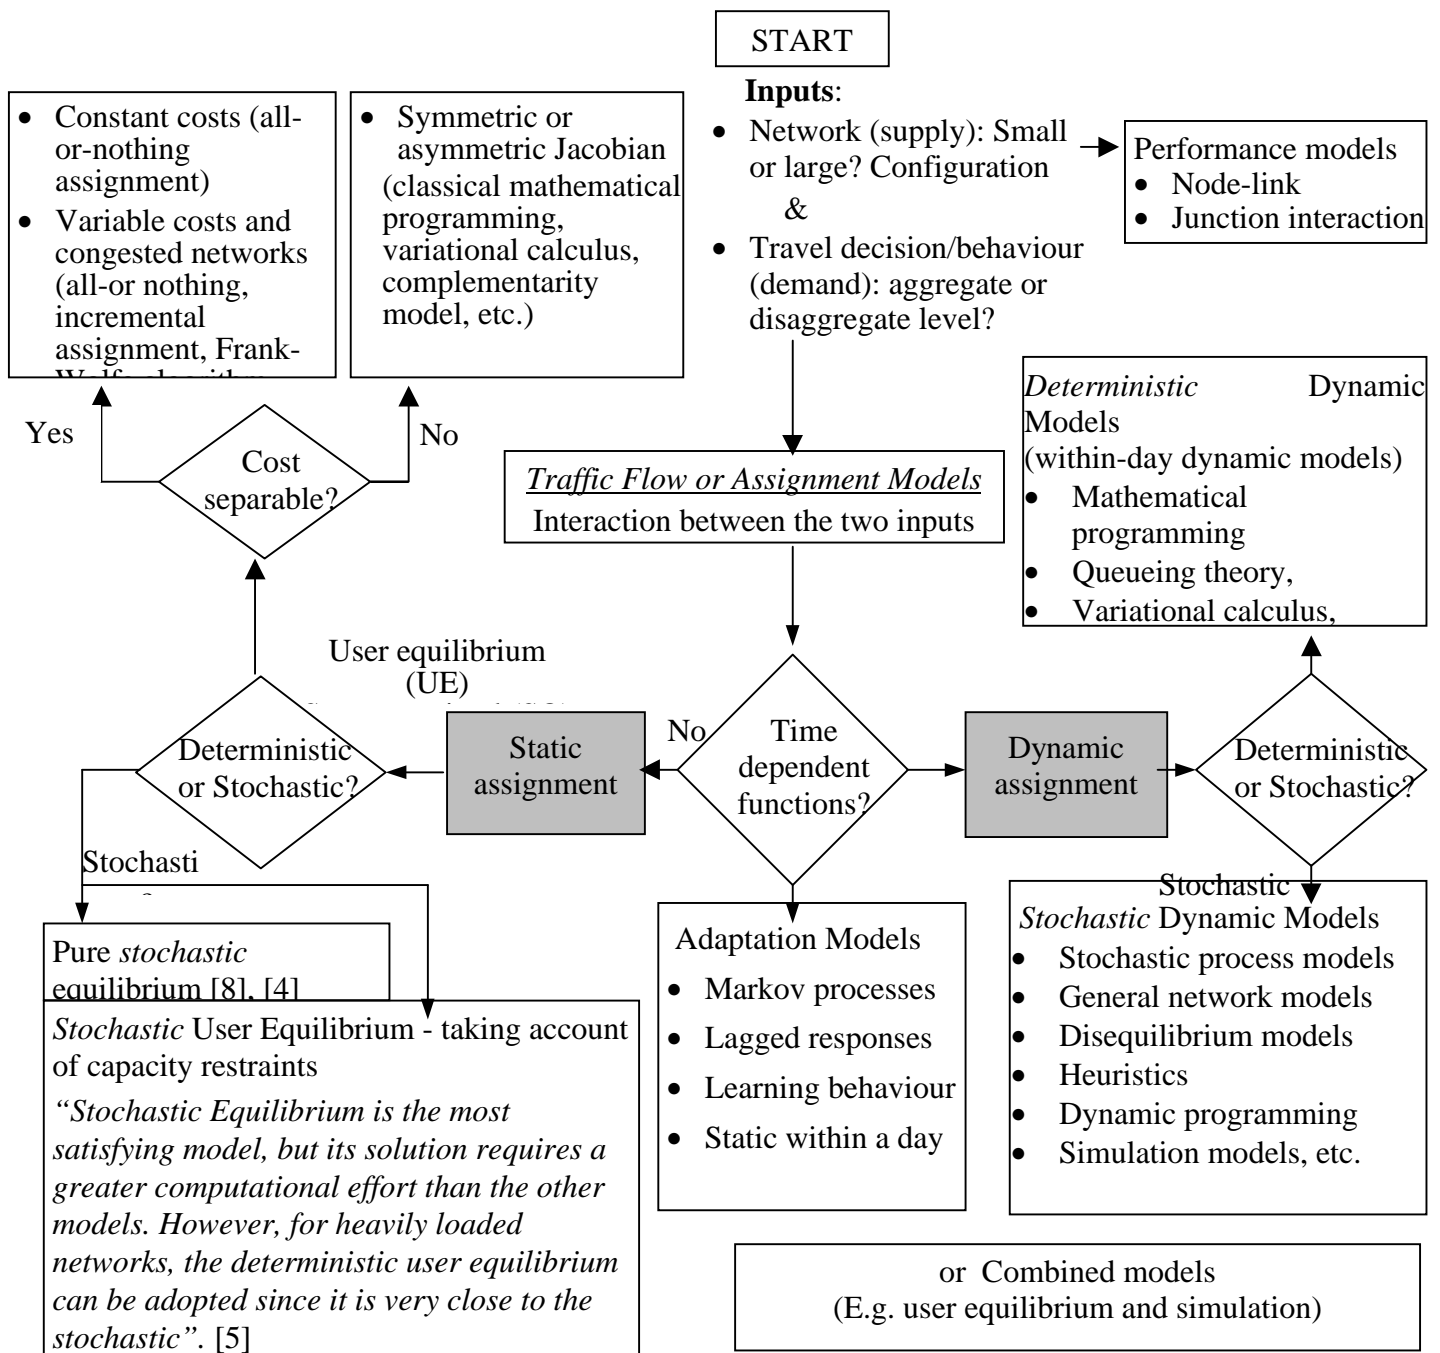 START
Inputs:
• Network (supply): Small
or large? Configuration
&
• Travel decision/behaviour
(demand): aggregate or
disaggregate level?
Performance models
• Node-link
• Junction interaction
• Constant costs (all-
or-nothing
assignment)
• Variable costs and
congested networks
(all-or nothing,
incremental
assignment, Frank-
• Symmetric or
asymmetric Jacobian
(classical mathematical
programming,
variational calculus,
complementarity
model, etc.)
Yes
No
Cost
separable?
Traffic Flow or Assignment Models
Interaction between the two inputs
Deterministic Dynamic
Models
(within-day dynamic models)
• Mathematical
programming
• Queueing theory,
• Variational calculus,
User equilibrium
(UE)
Deterministic
or Stochastic?
Static
assignment
No
Time
dependent
functions?
Dynamic
assignment
Deterministic
or Stochastic?
Stochasti
Stochastic
Pure stochastic
equilibrium [8], [4]
Stochastic User Equilibrium - taking account
of capacity restraints
“Stochastic Equilibrium is the most
satisfying model, but its solution requires a
greater computational effort than the other
models. However, for heavily loaded
networks, the deterministic user equilibrium
can be adopted since it is very close to the
stochastic”. [5]
Adaptation Models
• Markov processes
• Lagged responses
• Learning behaviour
• Static within a day
Stochastic Dynamic Models
• Stochastic process models
• General network models
• Disequilibrium models
• Heuristics
• Dynamic programming
• Simulation models, etc.
or Combined models
(E.g. user equilibrium and simulation)